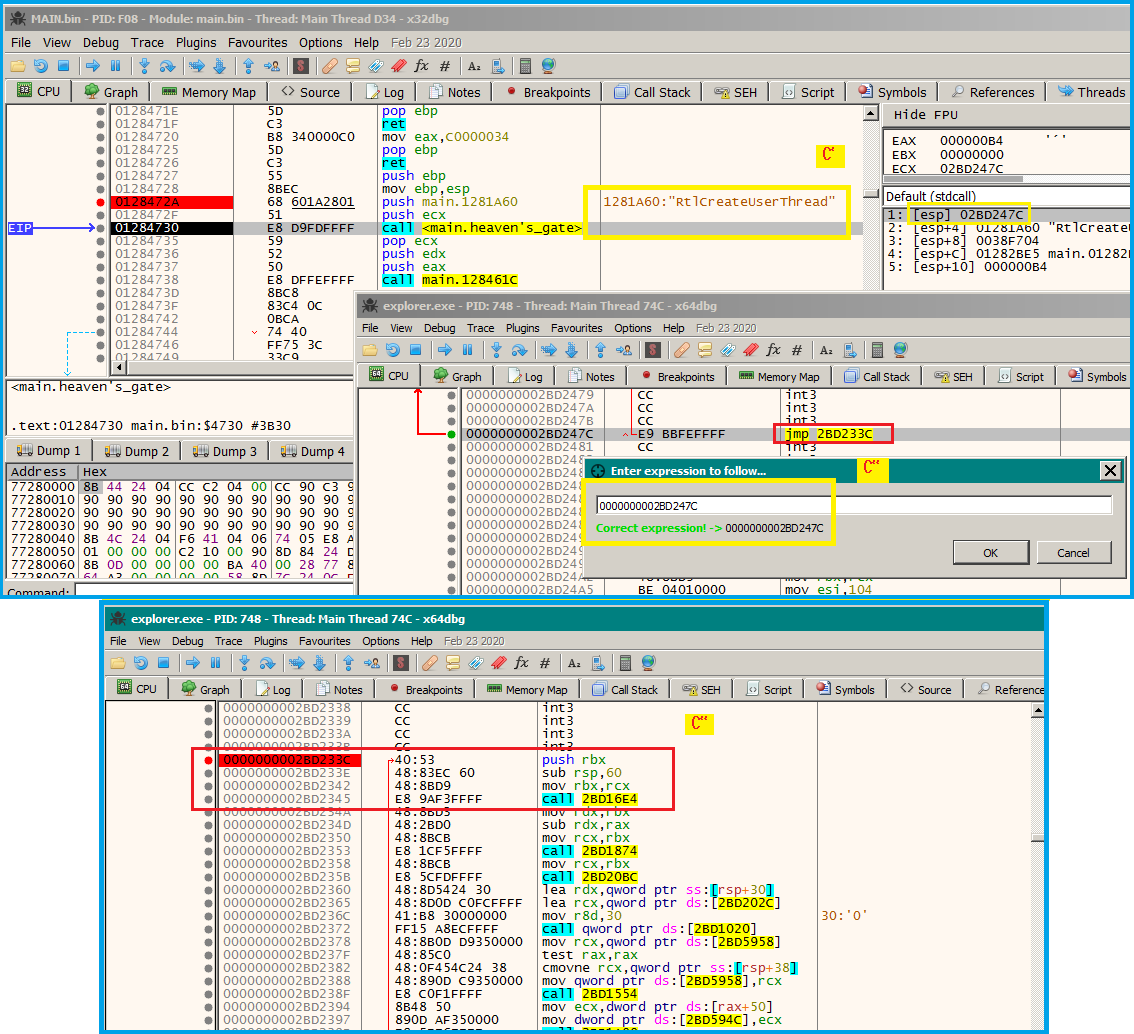 MAIN.bin - PID: F08 - Module: main.bin - Thread: Main Thread D34 - x32dbg
File View Debug Trace Plugins Favourites Options Help Feb 23 2020
CPU Graph Memory Map Source Log Notes Breakpoints Call Stack SEH Script Symbols References Threads
0128471E 5D pop ebp
0128471F C3 ret
01284720 B8 340000C0 mov eax,C0000034
01284725 5D pop ebp
01284726 C3 ret
01284727 55 push ebp
01284728 8BEC mov ebp,esp
0128472A 68 601A2801 push main.1281A60 1281A60:"RtlCreateUserThread"
0128472F 51 push ecx
EIP 01284730 E8 D9FDFFFF call <main.heaven's_gate>
01284735 59 pop ecx
01284736 52 push edx
01284737 50 push eax
01284738 E8 DFFEFFFF call main.128461C
0128473D 8BC8
0128473F 83C4 0C
01284742 0BCA
01284744 74 40
01284746 FF75 3C
01284749 33C9
C'
Hide FPU
EAX 000000B4 '´'
EBX 00000000
ECX 02BD247C
Default (stdcall)
1: [esp] 02BD247C
2: [esp+4] 01281A60 "RtlCreateU
3: [esp+8] 0038F704
4: [esp+C] 01282BE5 main.01282B
5: [esp+10] 000000B4
<main.heaven's_gate>
.text:01284730 main.bin:$4730 #3B30
Dump 1 Dump 2 Dump 3 Dump 4
Address Hex
77280000 8B 44 24 04 CC C2 04 00 CC 90 C3 9
77280010 90 90 90 90 90 90 90 90 90 90 90 9
77280020 90 90 90 90 90 90 90 90 90 90 90 9
77280030 90 90 90 90 90 90 90 90 90 90 90 9
77280040 8B 4C 24 04 F6 41 04 06 74 05 E8 A
77280050 01 00 00 00 C2 10 00 90 8D 84 24 D
77280060 8B 0D 00 00 00 00 BA 40 00 28 77 8
77280070 64 A3 00 00 00 00 58 8D 7C 24 0C
Command:
explorer.exe - PID: 748 - Thread: Main Thread 74C - x64dbg
File View Debug Trace Plugins Favourites Options Help Feb 23 2020
CPU Graph Log Notes Breakpoints Memory Map Call Stack SEH Script Symbols
0000000002BD2479 CC int3
0000000002BD247A CC int3
0000000002BD247B CC int3
0000000002BD247C E9 BBFEFFFF jmp 2BD233C
0000000002BD2481 CC int3
Enter expression to follow...
C''
0000000002BD247C
Correct expression! -> 0000000002BD247C
OK Cancel
BE 04010000 mov esi,104
explorer.exe - PID: 748 - Thread: Main Thread 74C - x64dbg
File View Debug Trace Plugins Favourites Options Help Feb 23 2020
CPU Graph Log Notes Breakpoints Memory Map Call Stack SEH Script Symbols Source Reference
0000000002BD2338 CC int3
0000000002BD2339 CC int3
0000000002BD233A CC int3
0000000002BD233B CC int3
C''
0000000002BD233C 40:53 push rbx
0000000002BD233E 48:83EC 60 sub rsp,60
0000000002BD2342 48:8BD9 mov rbx,rcx
0000000002BD2345 E8 9AF3FFFF call 2BD16E4
0000000002BD234A 48:8BD3 mov rdx,rbx
0000000002BD234D 48:2BD0 sub rdx,rax
0000000002BD2350 48:8BCB mov rcx,rbx
0000000002BD2353 E8 1CF5FFFF call 2BD1874
0000000002BD2358 48:8BCB mov rcx,rbx
0000000002BD235B E8 5CFDFFFF call 2BD20BC
0000000002BD2360 48:8D5424 30 lea rdx,qword ptr ss:[rsp+30]
0000000002BD2365 48:8D0D C0FCFFFF lea rcx,qword ptr ds:[2BD202C]
0000000002BD236C 41:B8 30000000 mov r8d,30 30:'0'
0000000002BD2372 FF15 A8ECFFFF call qword ptr ds:[2BD1020]
0000000002BD2378 48:8B0D D9350000 mov rcx,qword ptr ds:[2BD5958]
0000000002BD237F 48:85C0 test rax,rax
0000000002BD2382 48:0F454C24 38 cmovne rcx,qword ptr ss:[rsp+38]
0000000002BD2388 48:890D C9350000 mov qword ptr ds:[2BD5958],rcx
0000000002BD238F E8 C0F1FFFF call 2BD1554
0000000002BD2394 8B48 50 mov ecx,dword ptr ds:[rax+50]
0000000002BD2397 890D AF350000 mov dword ptr ds:[2BD594C],ecx